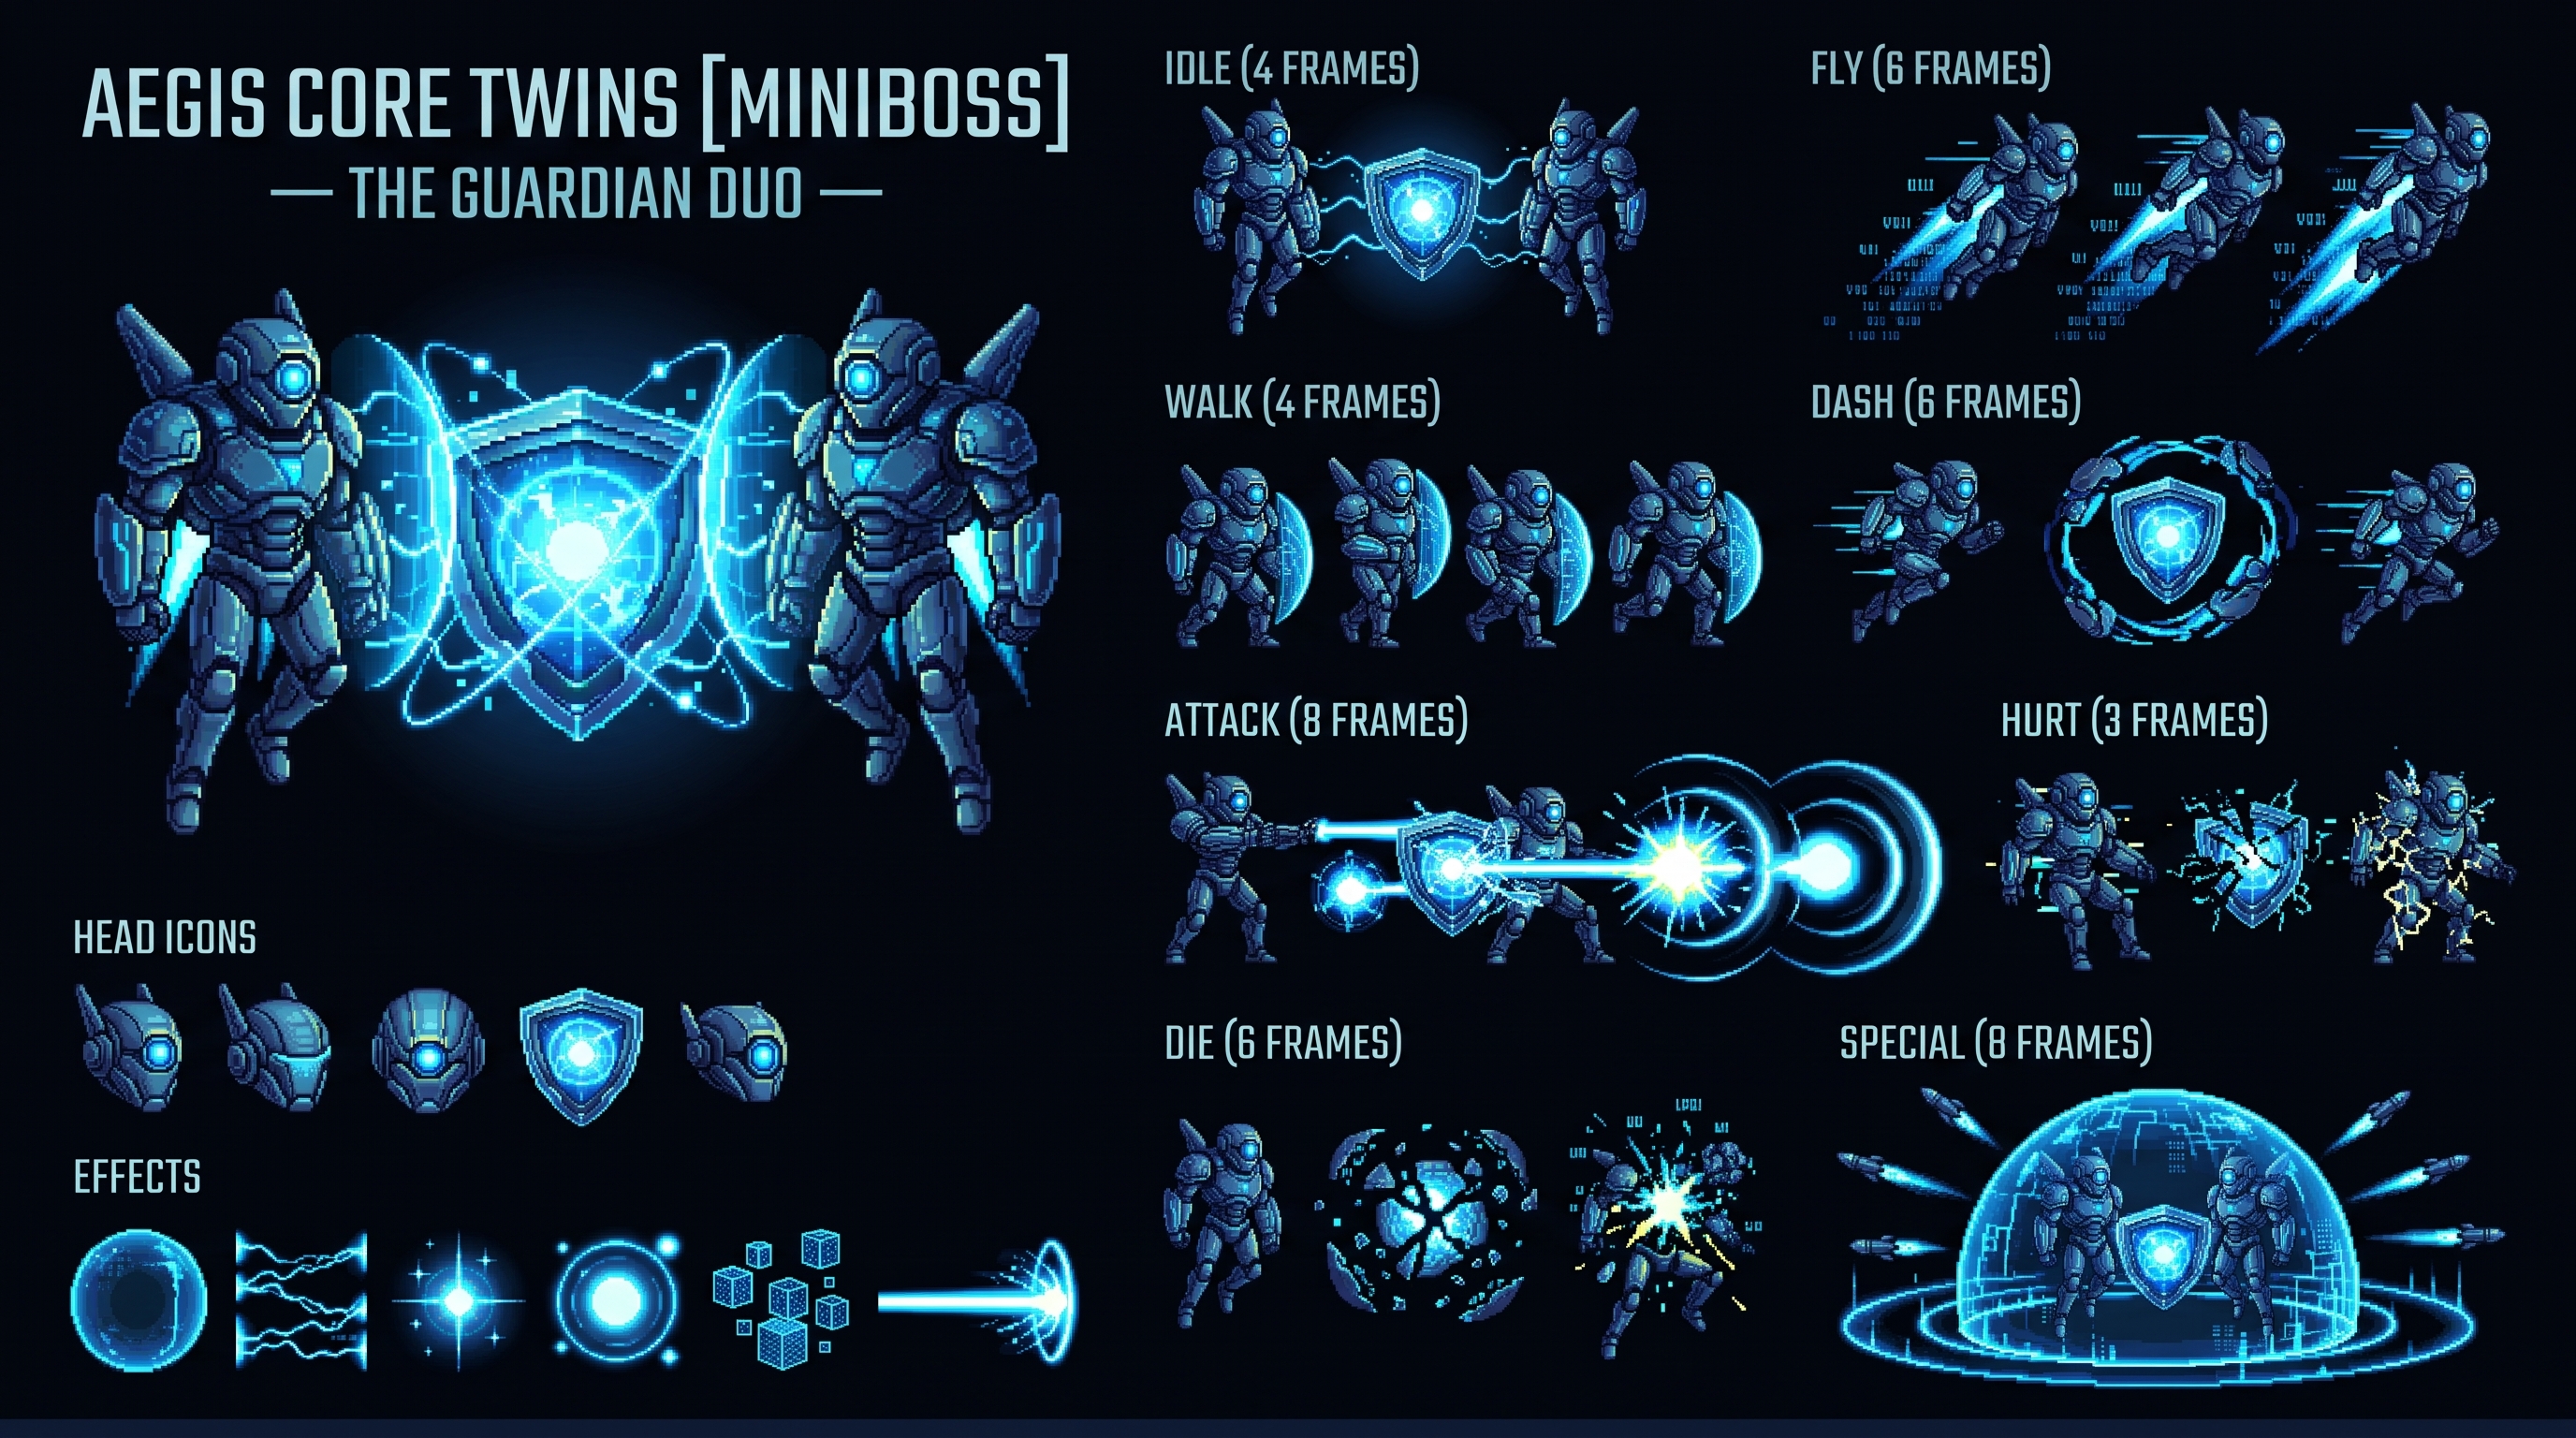 AEGIS CORE TWINS [MINIBOSS]
— THE GUARDIAN DUO —
HEAD ICONS
EFFECTS
IDLE (4 FRAMES)
FLY (6 FRAMES)
WALK (4 FRAMES)
DASH (6 FRAMES)
ATTACK (8 FRAMES)
HURT (3 FRAMES)
DIE (6 FRAMES)
SPECIAL (8 FRAMES)